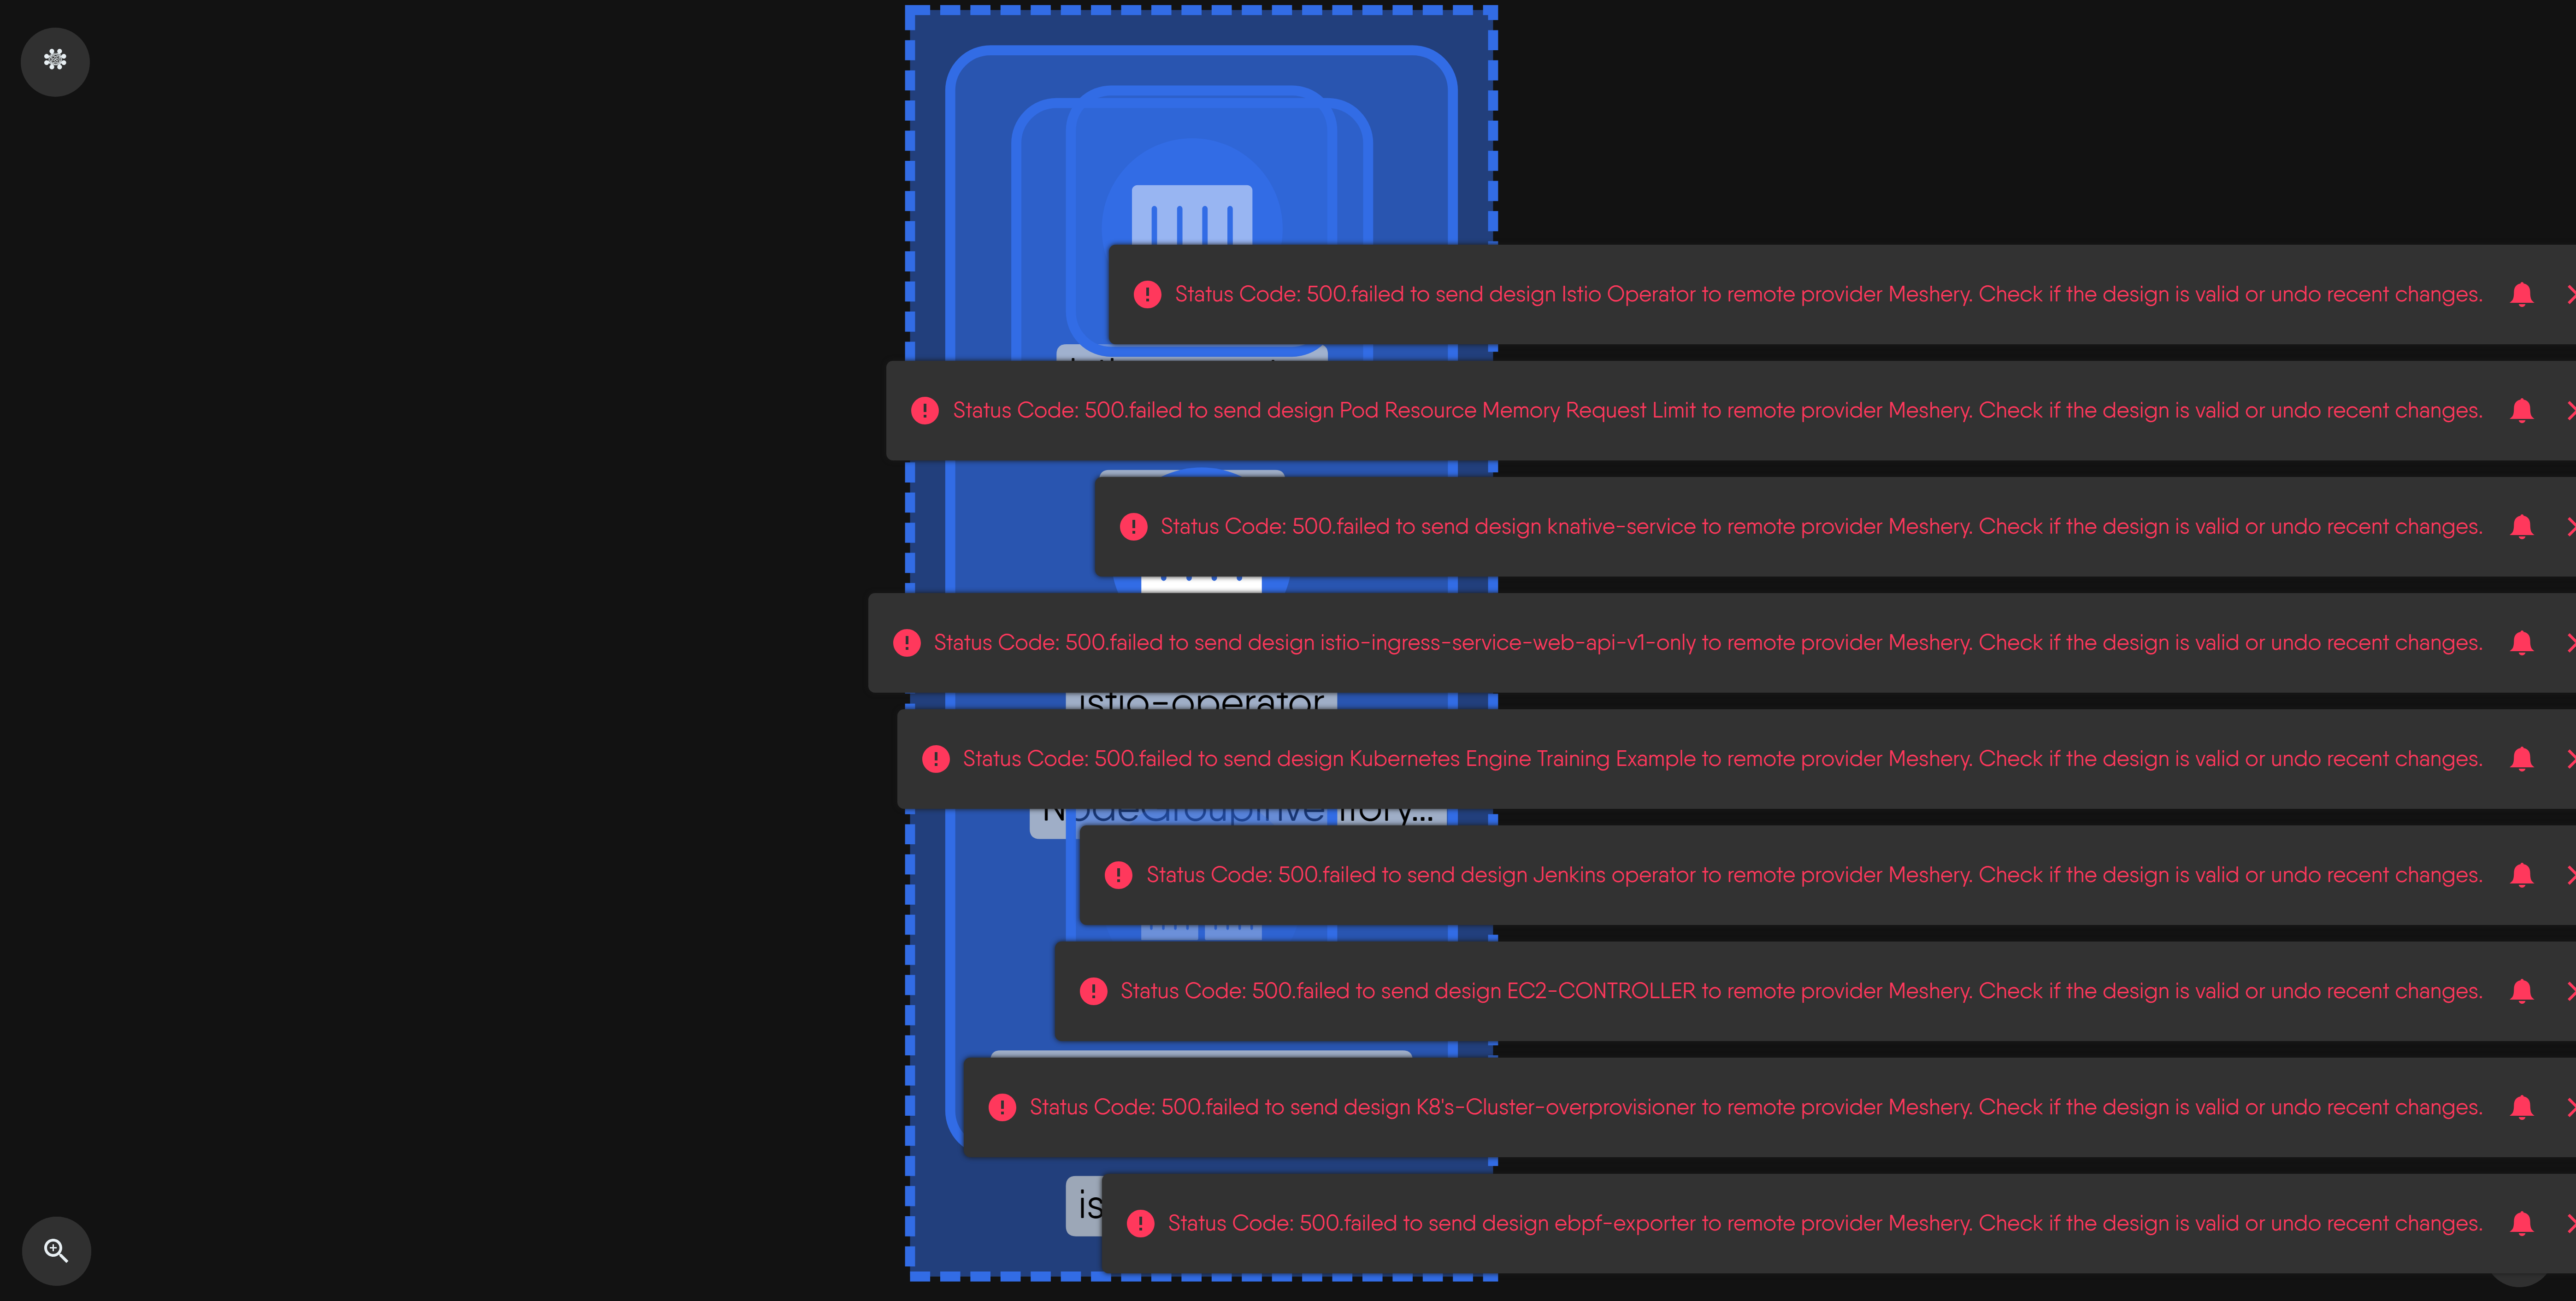 Status Code: 500.failed to send design Istio Operator to remote provider Meshery. Check if the design is valid or undo recent changes.
Status Code: 500.failed to send design Pod Resource Memory Request Limit to remote provider Meshery. Check if the design is valid or undo recent changes.
Status Code: 500.failed to send design knative-service to remote provider Meshery. Check if the design is valid or undo recent changes.
Status Code: 500.failed to send design istio-ingress-service-web-api-v1-only to remote provider Meshery. Check if the design is valid or undo recent changes.
istio-operator
Status Code: 500.failed to send design Kubernetes Engine Training Example to remote provider Meshery. Check if the design is valid or undo recent changes.
Status Code: 500.failed to send design Jenkins operator to remote provider Meshery. Check if the design is valid or undo recent changes.
Status Code: 500.failed to send design EC2-CONTROLLER to remote provider Meshery. Check if the design is valid or undo recent changes.
Status Code: 500.failed to send design K8's-Cluster-overprovisioner to remote provider Meshery. Check if the design is valid or undo recent changes.
is
Status Code: 500.failed to send design ebpf-exporter to remote provider Meshery. Check if the design is valid or undo recent changes.